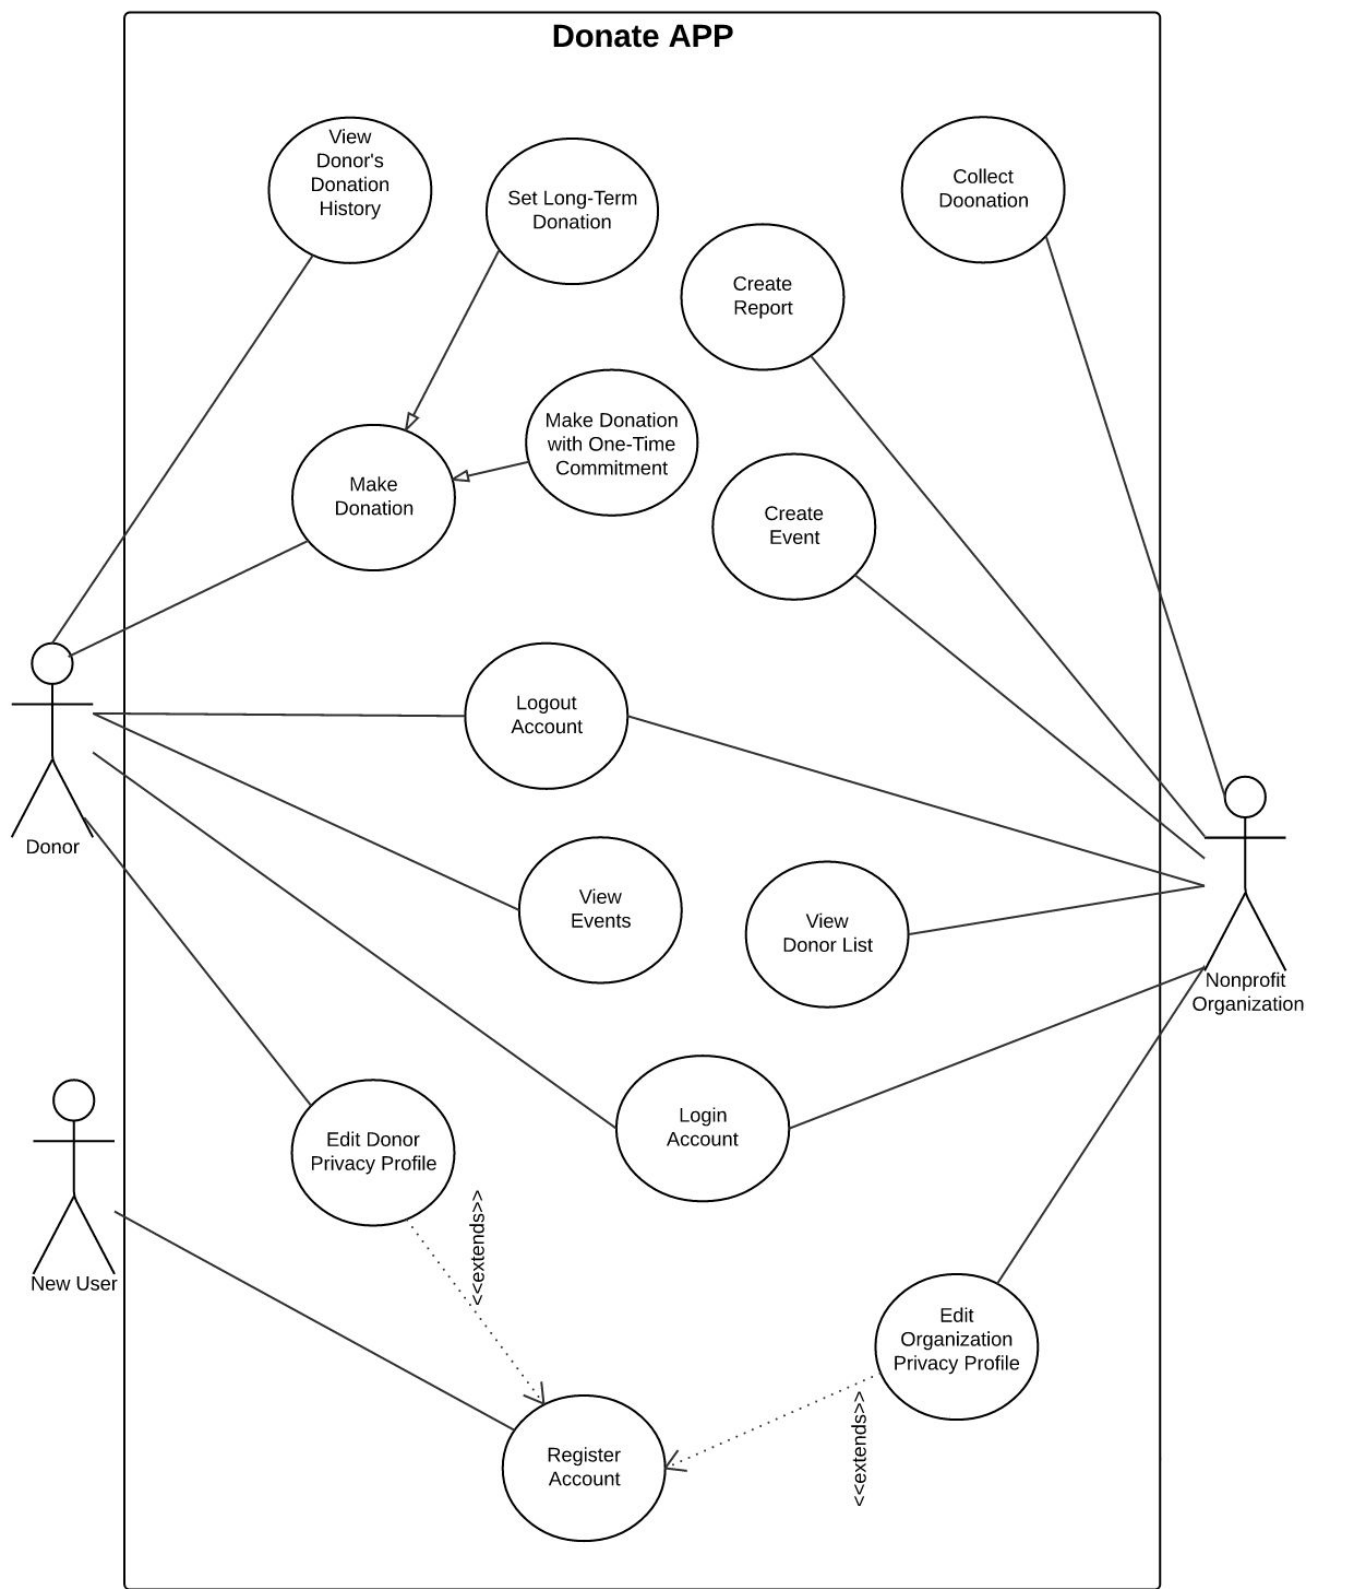 Donate APP
View
Donor's
Donation
History
Set Long-Term
Donation
Collect
Doonation
Create
Report
Make Donation
with One-Time
Commitment
Make
Donation
Create
Event
Logout
Account
Donor
View
Events
View
Donor List
Nonprofit
Organization
Login
Account
Edit Donor
Privacy Profile
<<extends>>
New User
Edit
Organization
Privacy Profile
<<extends>>
Register
Account